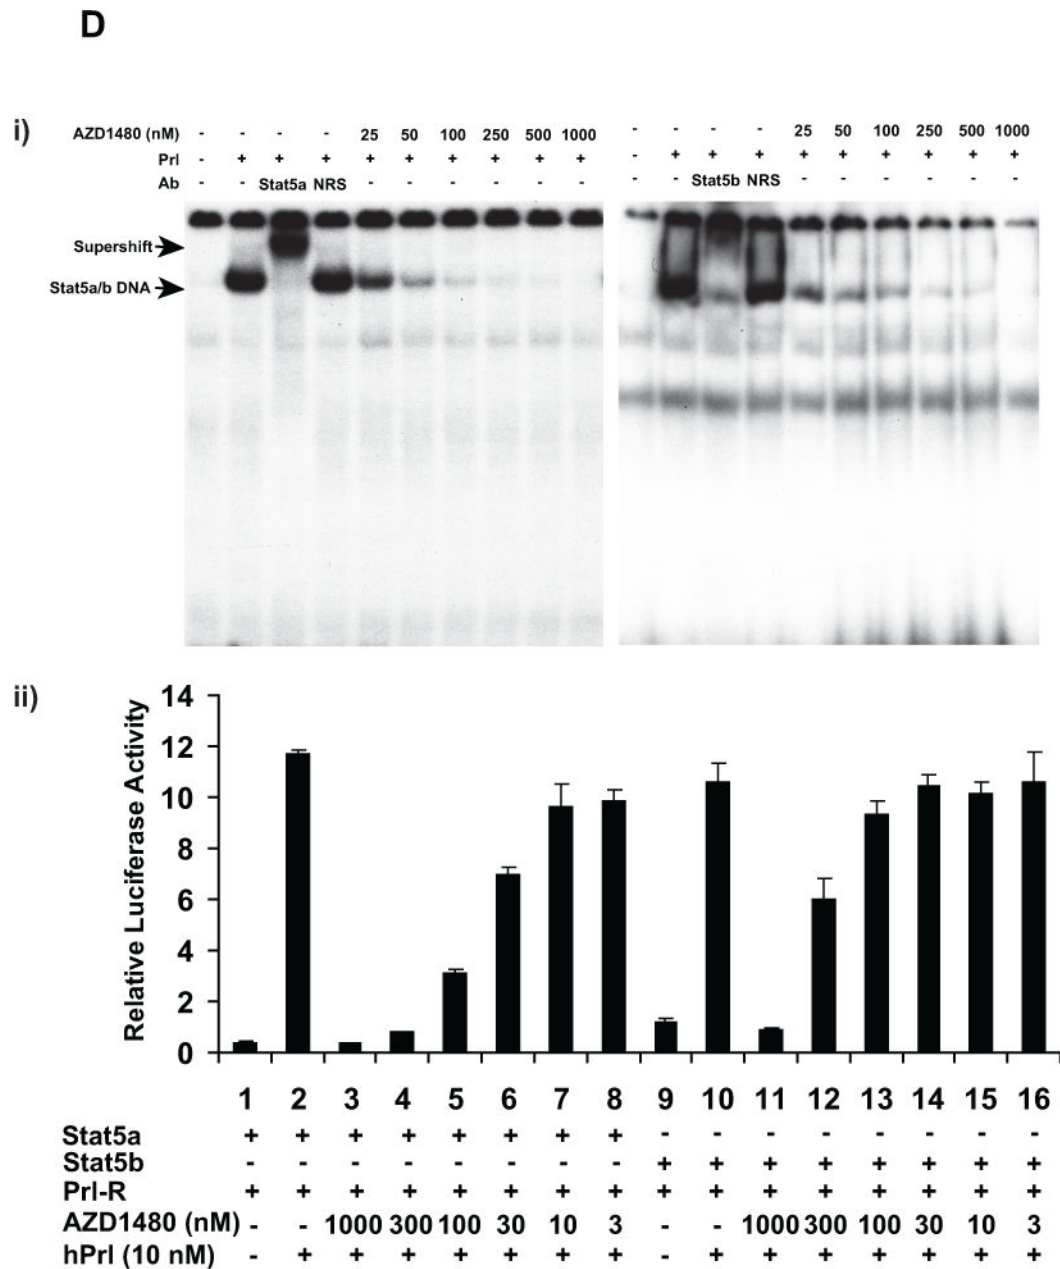 D
i)
AZD1480 (nM) - - - - 25 50 100 250 500 1000 - - - - 25 50 100 250 500 1000
Prl - + + + + + + + + + - + + + + + + + + +
Ab - - Stat5a NRS - - - - - - - - Stat5b NRS - - - - - -
Supershift
Stat5a/b DNA
ii)
Relative Luciferase Activity
14
12
10
8
6
4
2
0
1 2 3 4 5 6 7 8 9 10 11 12 13 14 15 16
Stat5a + + + + + + + + - - - - - - - -
Stat5b - - - - - - - - + + + + + + + +
Prl-R + + + + + + + + + + + + + + + +
AZD1480 (nM) - - 1000 300 100 30 10 3 - - 1000 300 100 30 10 3
hPrl (10 nM) - + + + + + + + - + + + + + + +